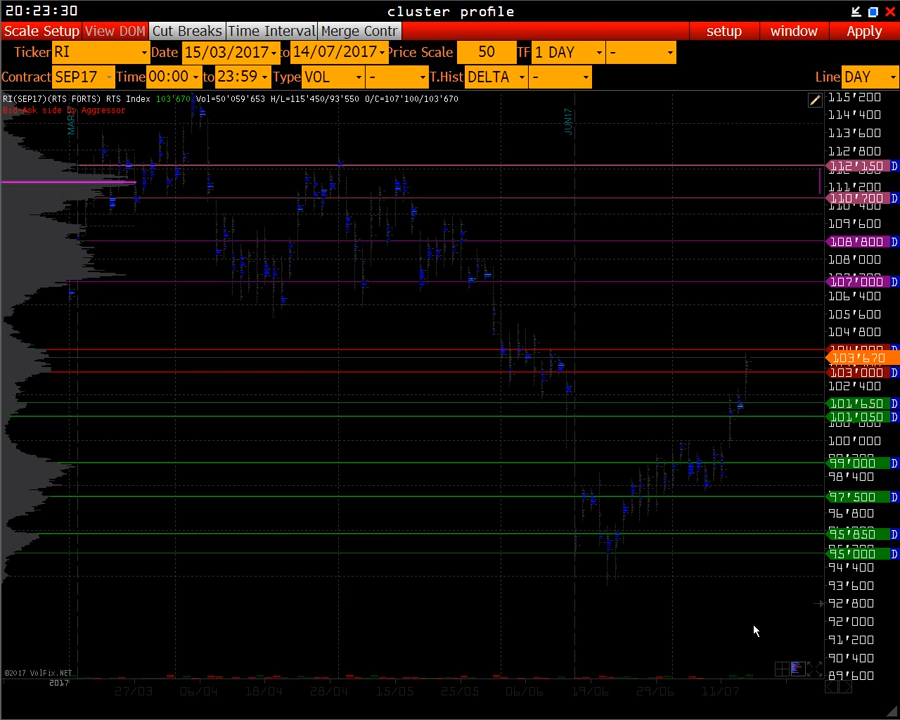 20:23:30 cluster profile
Scale Setup View DOM Cut Breaks Time Interval Merge Contr setup window Apply
Ticker RI Date 15/03/2017 to 14/07/2017 Price Scale 50 TF 1 DAY -
Contract SEP17 Time 00:00 to 23:59 Type VOL - T.Hist DELTA - Line DAY
RI(SEP17)(RTS FORTS) RTS Index 103'670 Vol=50'059'653 H/L=115'450/93'550 O/C=107'100/103'670
Bid-Ask side by Aggressor
JUN17
115'200
114'400
113'600
112'800
112'150 D
111'200
110'700 D
110'400
109'600
108'800 D
108'000
107'000 D
106'400
105'600
104'800
103'670
103'000 D
102'400
101'650 D
101'050 D
100'000
99'000 D
98'400
97'500 D
96'800
95'850 D
95'000 D
94'400
93'600
92'800
92'000
91'200
90'400
89'600
©2017 VolFix.NET
2017 27/03 06/04 18/04 28/04 15/05 25/05 06/06 19/06 29/06 11/07